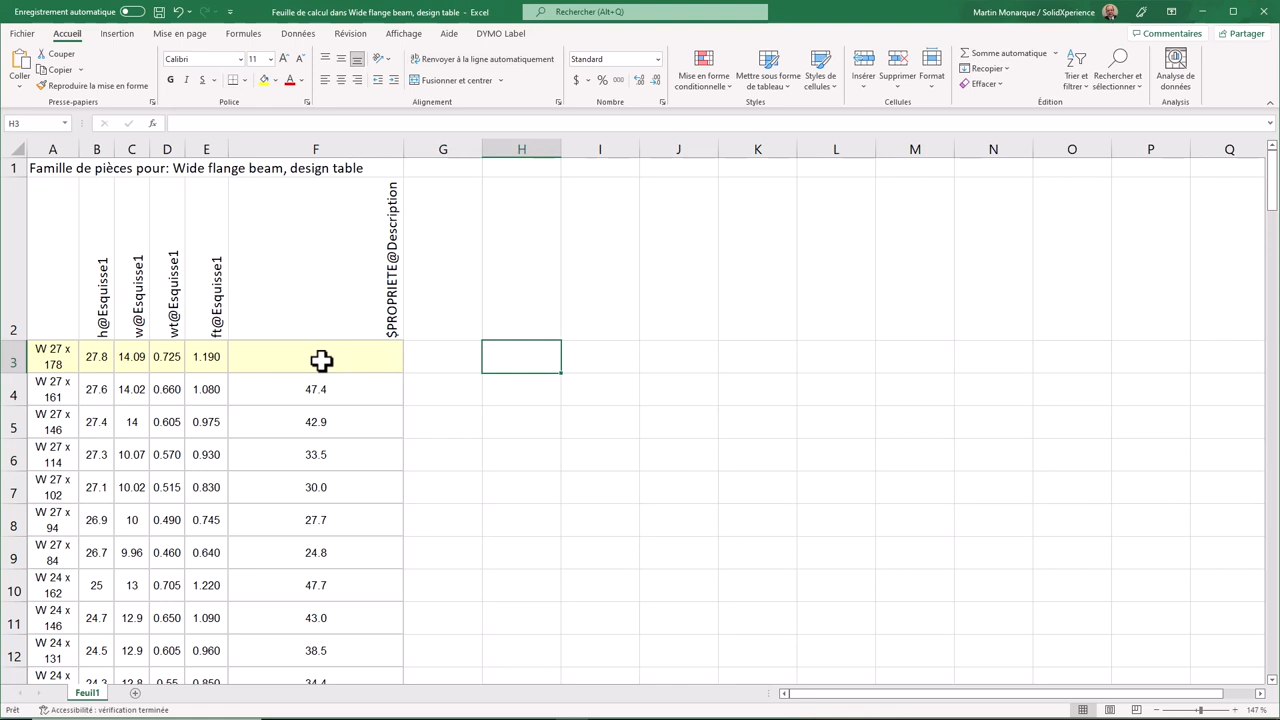 Enregistrement automatique
Feuille de calcul dans Wide flange beam, design table - Excel
Rechercher (Alt+Q)
Martin Monarque / SolidXperience
Fichier Accueil Insertion Mise en page Formules Données Révision Affichage Aide DYMO Label
Commentaires Partager
Coller
Couper
Copier
Reproduire la mise en forme
Presse-papiers
Calibri 11
G I S
Police
Renvoyer à la ligne automatiquement
Fusionner et centrer
Alignement
Standard
$ % 000
Nombre
Mise en forme conditionnelle
Mettre sous forme de tableau
Styles de cellules
Styles
Insérer
Supprimer
Format
Cellules
Somme automatique
Recopier
Effacer
Trier et filtrer
Rechercher et sélectionner
Édition
Analyse de données
Analysis
H3
fx
A B C D E F G H I J K L M N O P Q
1 Famille de pièces pour: Wide flange beam, design table
2 h@Esquisse1 w@Esquisse1 wt@Esquisse1 ft@Esquisse1 $PROPRIETE@Description
3 W 27 x 178 27.8 14.09 0.725 1.190
4 W 27 x 161 27.6 14.02 0.660 1.080 47.4
5 W 27 x 146 27.4 14 0.605 0.975 42.9
6 W 27 x 114 27.3 10.07 0.570 0.930 33.5
7 W 27 x 102 27.1 10.02 0.515 0.830 30.0
8 W 27 x 94 26.9 10 0.490 0.745 27.7
9 W 27 x 84 26.7 9.96 0.460 0.640 24.8
10 W 24 x 162 25 13 0.705 1.220 47.7
11 W 24 x 146 24.7 12.9 0.650 1.090 43.0
12 W 24 x 131 24.5 12.9 0.605 0.960 38.5
W 24 x 24.3 12.8 0.55 0.850 34.4
Feuil1
Prêt
Accessibilité : vérification terminée
147 %